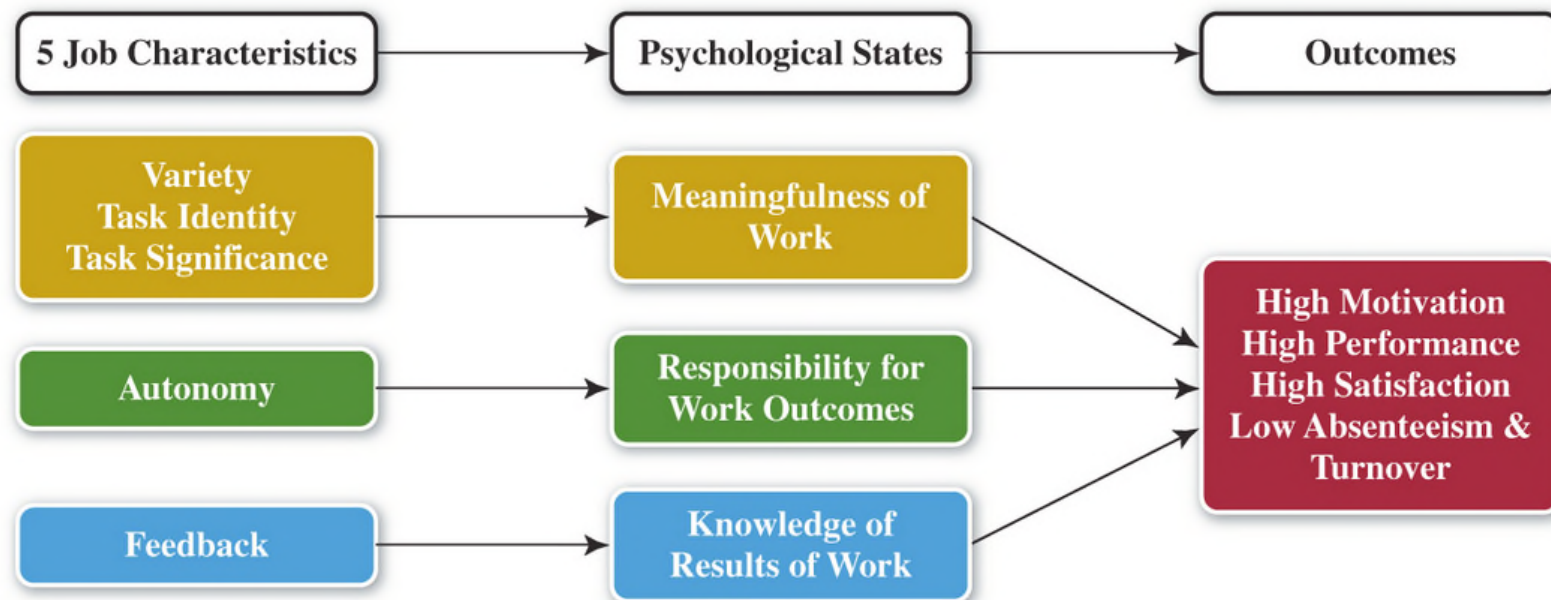 5 Job Characteristics
Psychological States
Outcomes
Variety
Task Identity
Task Significance
Meaningfulness of
Work
Autonomy
Responsibility for
Work Outcomes
Feedback
Knowledge of
Results of Work
High Motivation
High Performance
High Satisfaction
Low Absenteeism &
Turnover